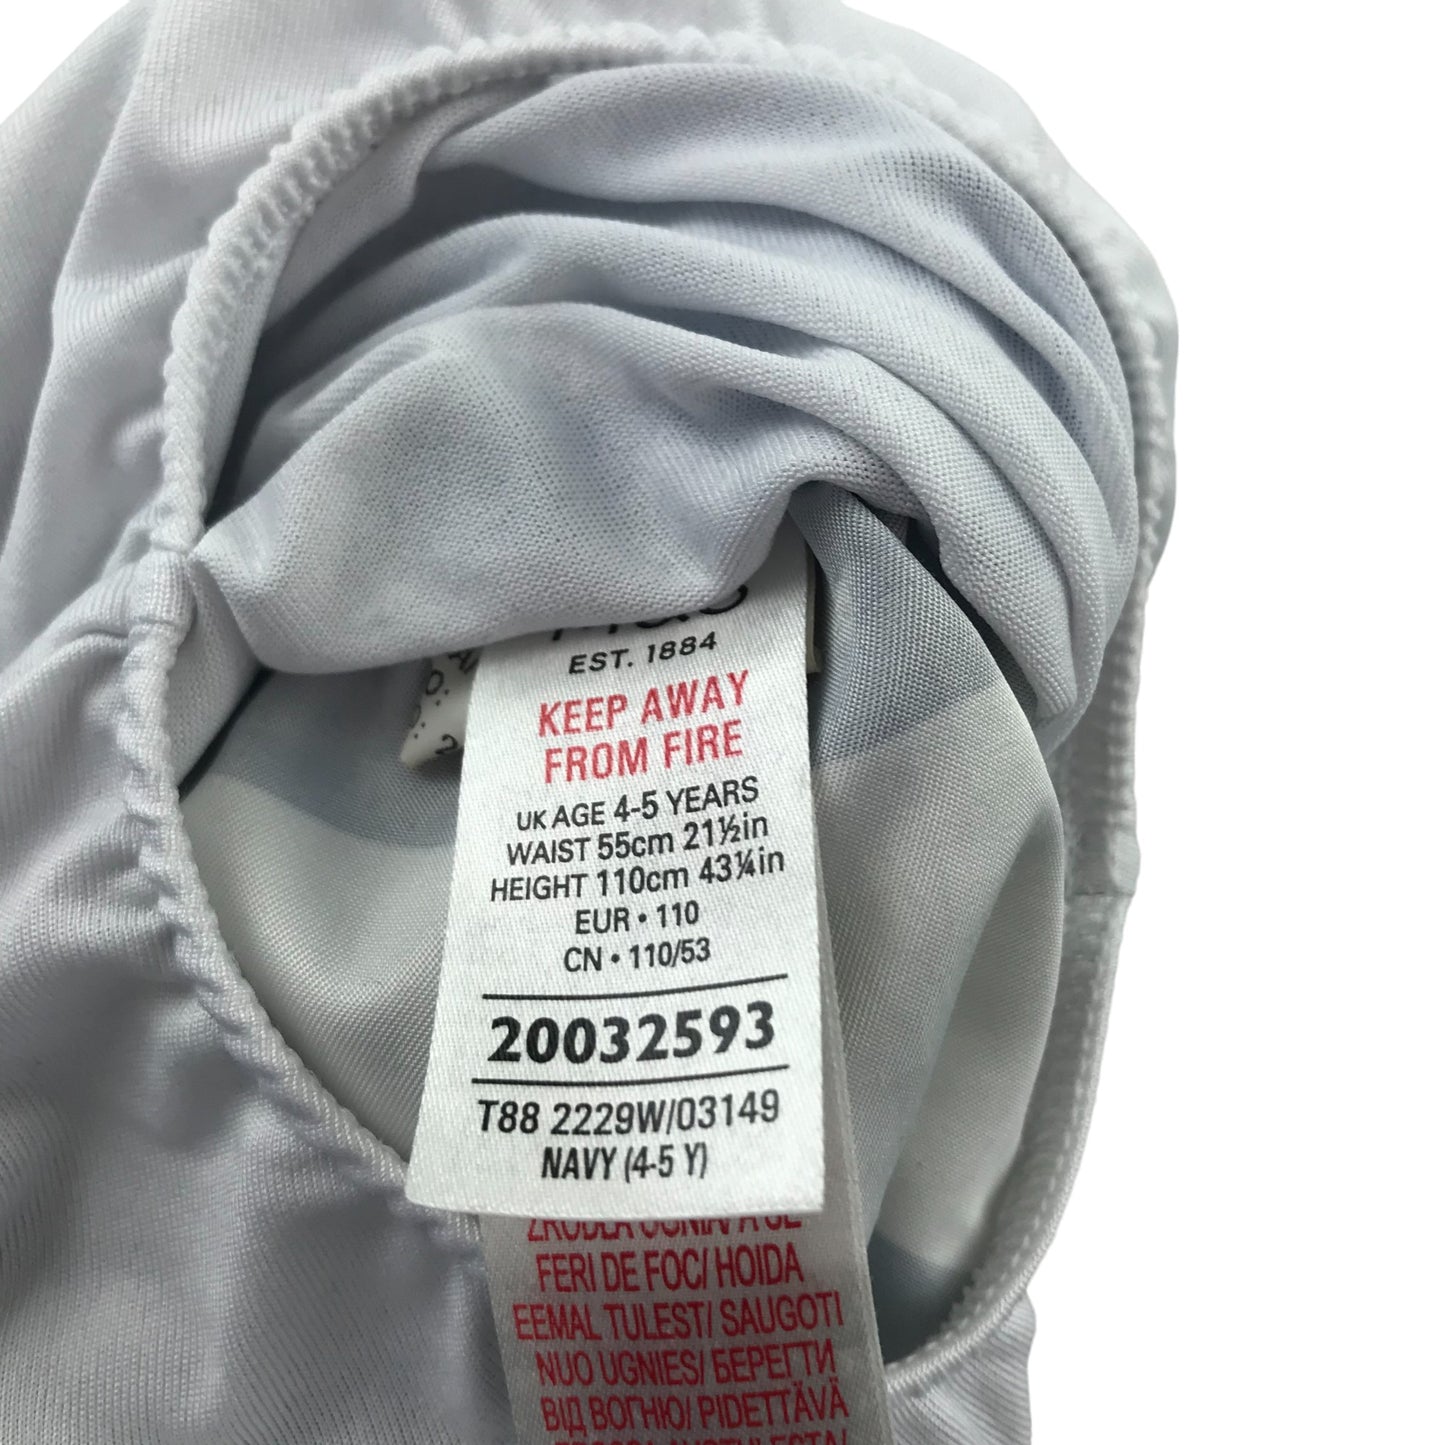 EST. 1884
KEEP AWAY
FROM FIRE
UK AGE 4-5 YEARS
WAIST 55cm 21½in
HEIGHT 110cm 43¼in
EUR • 110
CN • 110/53
20032593
T88 2229W/03149
NAVY (4-5 Y)
FERI DE FOC/ HOIDA
EEMAL TULEST/ SAUGOTI
NUO UGNIES/ БЕРЕГТИ
ВІД ВОГНЮ/ PIDETTÄVÄ